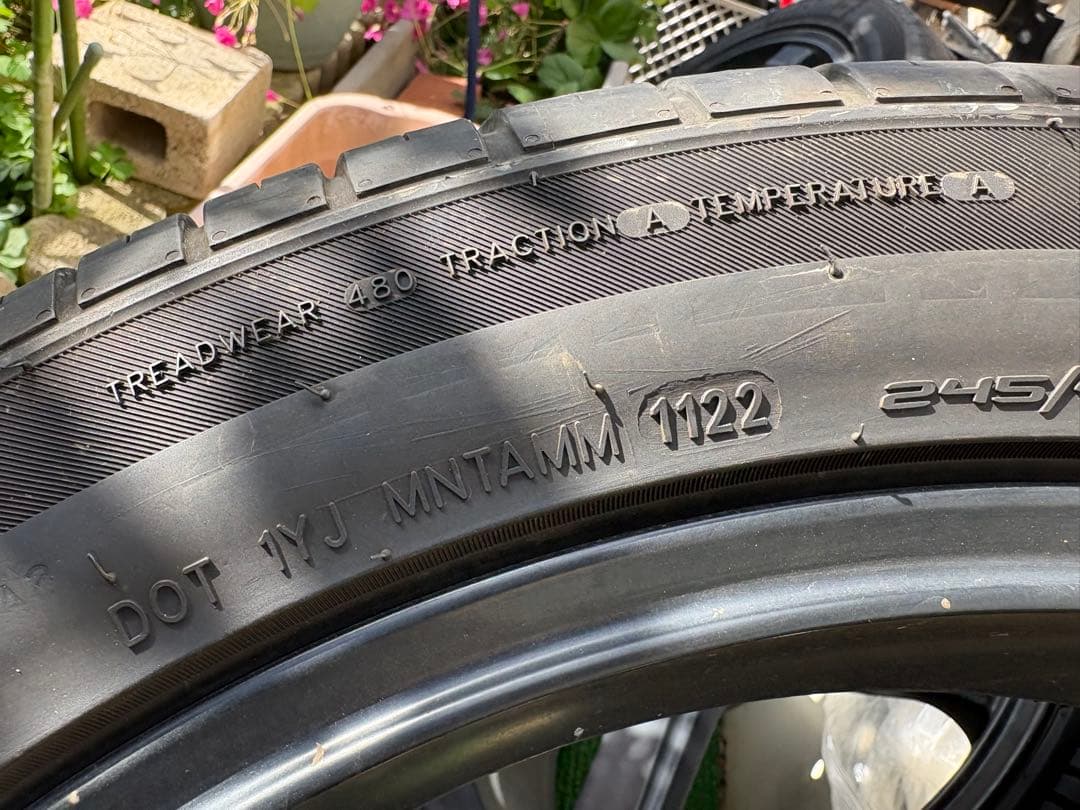 TREADWEAR 480 TRACTION A TEMPERATURE A
DOT 1YJ MNTAMM 1122
245/